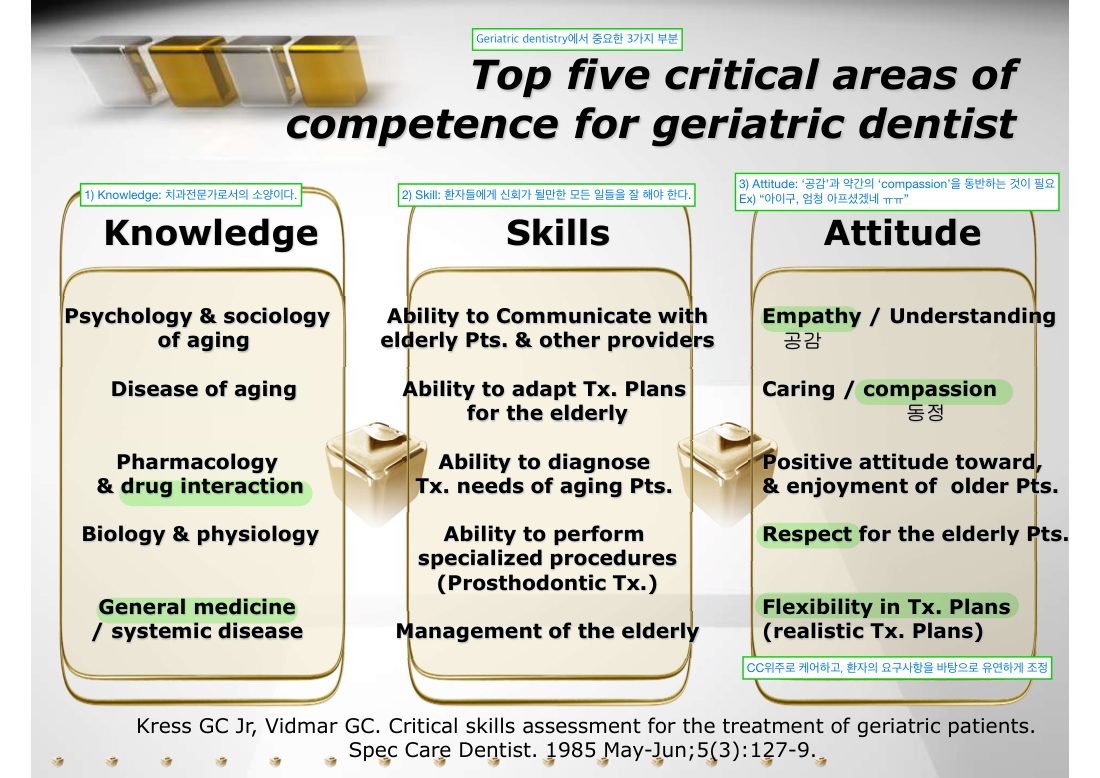 Geriatric dentistry에서 중요한 3가지 부분
Top five critical areas of
competence for geriatric dentist
1) Knowledge: 치과전문가로서의 소양이다.
Knowledge
Psychology & sociology
of aging
Disease of aging
Pharmacology
& drug interaction
Biology & physiology
General medicine
/ systemic disease
2) Skill: 환자들에게 신회가 될만한 모든 일들을 잘 해야 한다.
Skills
Ability to Communicate with
elderly Pts. & other providers
Ability to adapt Tx. Plans
for the elderly
Ability to diagnose
Tx. needs of aging Pts.
Ability to perform
specialized procedures
(Prosthodontic Tx.)
Management of the elderly
3) Attitude: ‘공감’과 약간의 ‘compassion’을 동반하는 것이 필요
Ex) “아이구, 엄청 아프셨겠네 ㅠㅠ”
Attitude
Empathy / Understanding
공감
Caring / compassion
동정
Positive attitude toward,
& enjoyment of older Pts.
Respect for the elderly Pts.
Flexibility in Tx. Plans
(realistic Tx. Plans)
CC위주로 케어하고, 환자의 요구사항을 바탕으로 유연하게 조정
Kress GC Jr, Vidmar GC. Critical skills assessment for the treatment of geriatric patients.
Spec Care Dentist. 1985 May-Jun;5(3):127-9.